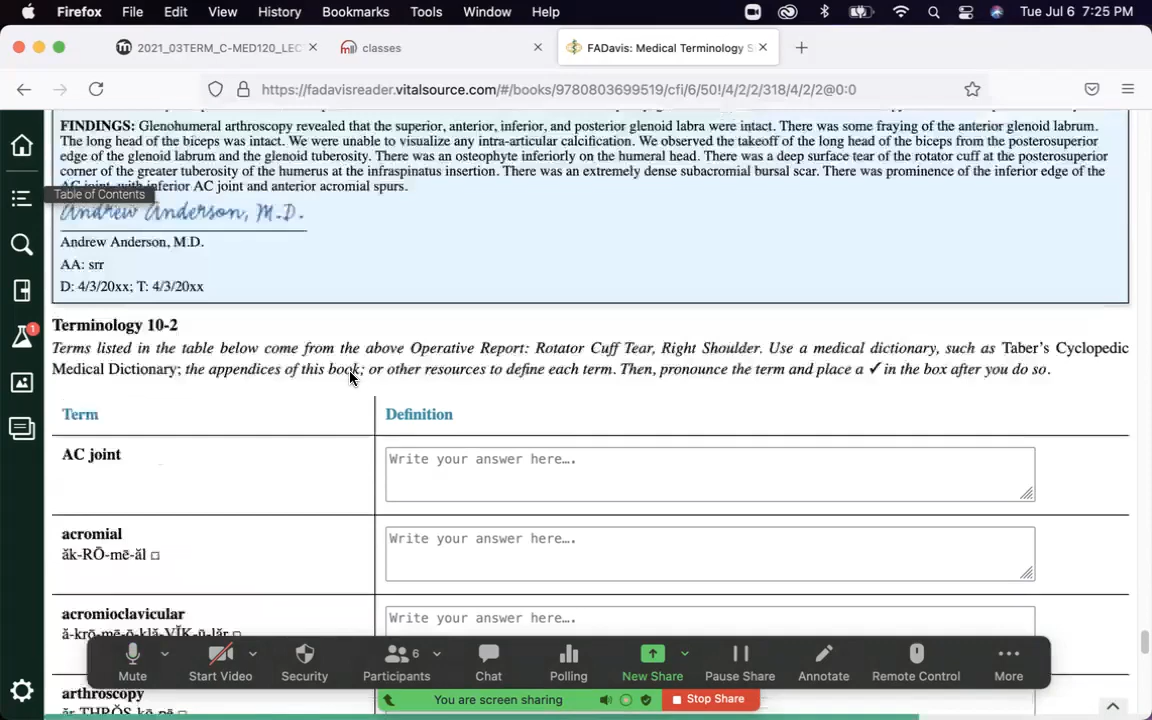 Firefox File Edit View History Bookmarks Tools Window Help Tue Jul 6 7:25 PM
2021_03TERM_C-MED120_LEC classes FADavis: Medical Terminology S
https://fadavisreader.vitalsource.com/#/books/9780803699519/cfi/6/50!/4/2/2/318/4/2/2@0:0
FINDINGS: Glenohumeral arthroscopy revealed that the superior, anterior, inferior, and posterior glenoid labra were intact. There was some fraying of the anterior glenoid labrum.
The long head of the biceps was intact. We were unable to visualize any intra-articular calcification. We observed the takeoff of the long head of the biceps from the posterosuperior
edge of the glenoid labrum and the glenoid tuberosity. There was an osteophyte inferiorly on the humeral head. There was a deep surface tear of the rotator cuff at the posterosuperior
corner of the greater tuberosity of the humerus at the infraspinatus insertion. There was an extremely dense subacromial bursal scar. There was prominence of the inferior edge of the
AC joint, with inferior AC joint and anterior acromial spurs.
Table of Contents
Andrew Anderson, M.D.
Andrew Anderson, M.D.
AA: srr
D: 4/3/20xx; T: 4/3/20xx
1
Terminology 10-2
Terms listed in the table below come from the above Operative Report: Rotator Cuff Tear, Right Shoulder. Use a medical dictionary, such as Taber's Cyclopedic
Medical Dictionary; the appendices of this book; or other resources to define each term. Then, pronounce the term and place a ✓ in the box after you do so.
Term Definition
AC joint Write your answer here….
acromial Write your answer here….
ăk-RŌ-mē-ăl □
acromioclavicular Write your answer here….
ă-krō-mē-ō-klă-VĬK-ū-lăr □
arthroscopy
ăr-THRŎS-kō-pē □
Mute Start Video Security 6 Participants Chat Polling New Share Pause Share Annotate Remote Control More
You are screen sharing Stop Share